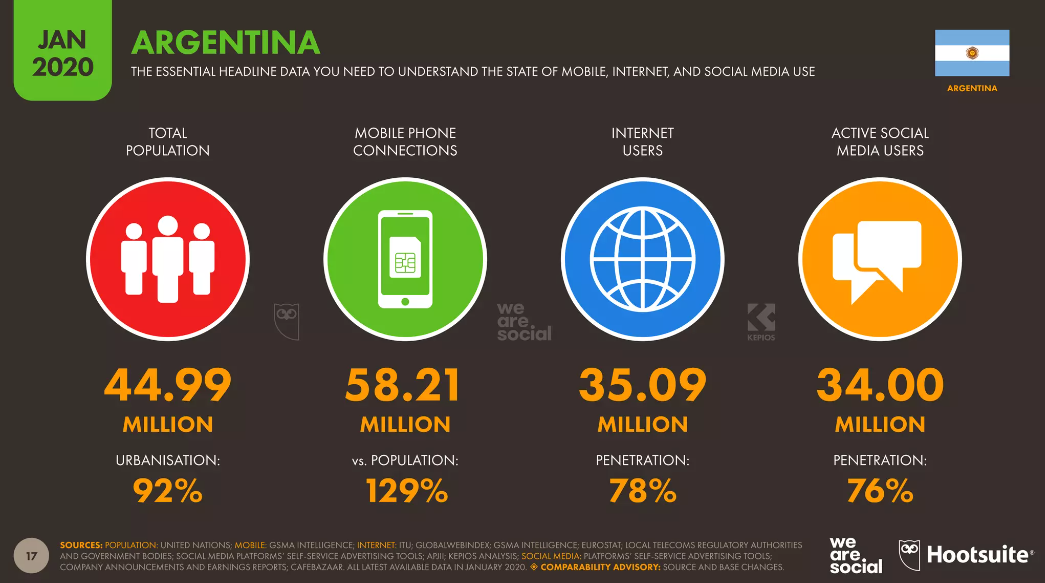 JAN
2020
ARGENTINA
THE ESSENTIAL HEADLINE DATA YOU NEED TO UNDERSTAND THE STATE OF MOBILE, INTERNET, AND SOCIAL MEDIA USE
ARGENTINA
TOTAL
POPULATION
MOBILE PHONE
CONNECTIONS
INTERNET
USERS
ACTIVE SOCIAL
MEDIA USERS
we
are
social
KEPIOS
44.99
MILLION
58.21
MILLION
35.09
MILLION
34.00
MILLION
URBANISATION:
92%
vs. POPULATION:
129%
PENETRATION:
78%
PENETRATION:
76%
17
SOURCES: POPULATION: UNITED NATIONS; MOBILE: GSMA INTELLIGENCE; INTERNET: ITU; GLOBALWEBINDEX; GSMA INTELLIGENCE; EUROSTAT; LOCAL TELECOMS REGULATORY AUTHORITIES
AND GOVERNMENT BODIES; SOCIAL MEDIA PLATFORMS' SELF-SERVICE ADVERTISING TOOLS; APJII; KEPIOS ANALYSIS; SOCIAL MEDIA: PLATFORMS' SELF-SERVICE ADVERTISING TOOLS;
COMPANY ANNOUNCEMENTS AND EARNINGS REPORTS; CAFEBAZAAR. ALL LATEST AVAILABLE DATA IN JANUARY 2020. ◈ COMPARABILITY ADVISORY: SOURCE AND BASE CHANGES.
we
are
social
Hootsuite®